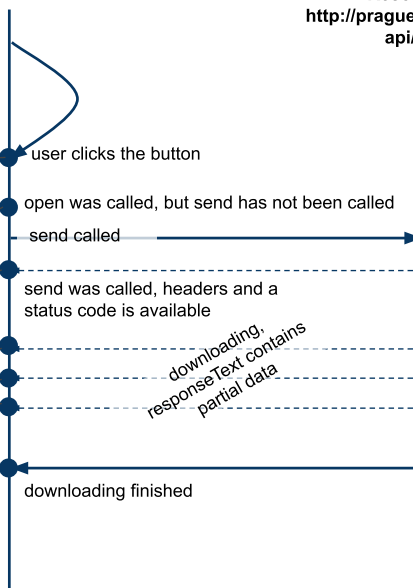 http://prague
api/
user clicks the button
open was called, but send has not been called
send called
send was called, headers and a
status code is available
downloading,
responseText contains
partial data
downloading finished